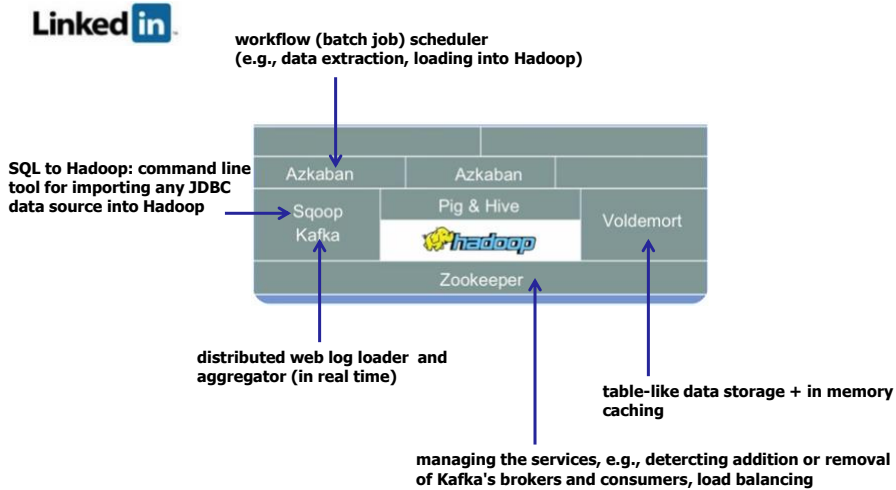 Linked in
workflow (batch job) scheduler
(e.g., data extraction, loading into Hadoop)
SQL to Hadoop: command line
tool for importing any JDBC
data source into Hadoop
Azkaban
Azkaban
Sqoop
Kafka
Pig & Hive
hadoop
Voldemort
Zookeeper
distributed web log loader and
aggregator (in real time)
table-like data storage + in memory
caching
managing the services, e.g., detercting addition or removal
of Kafka's brokers and consumers, load balancing